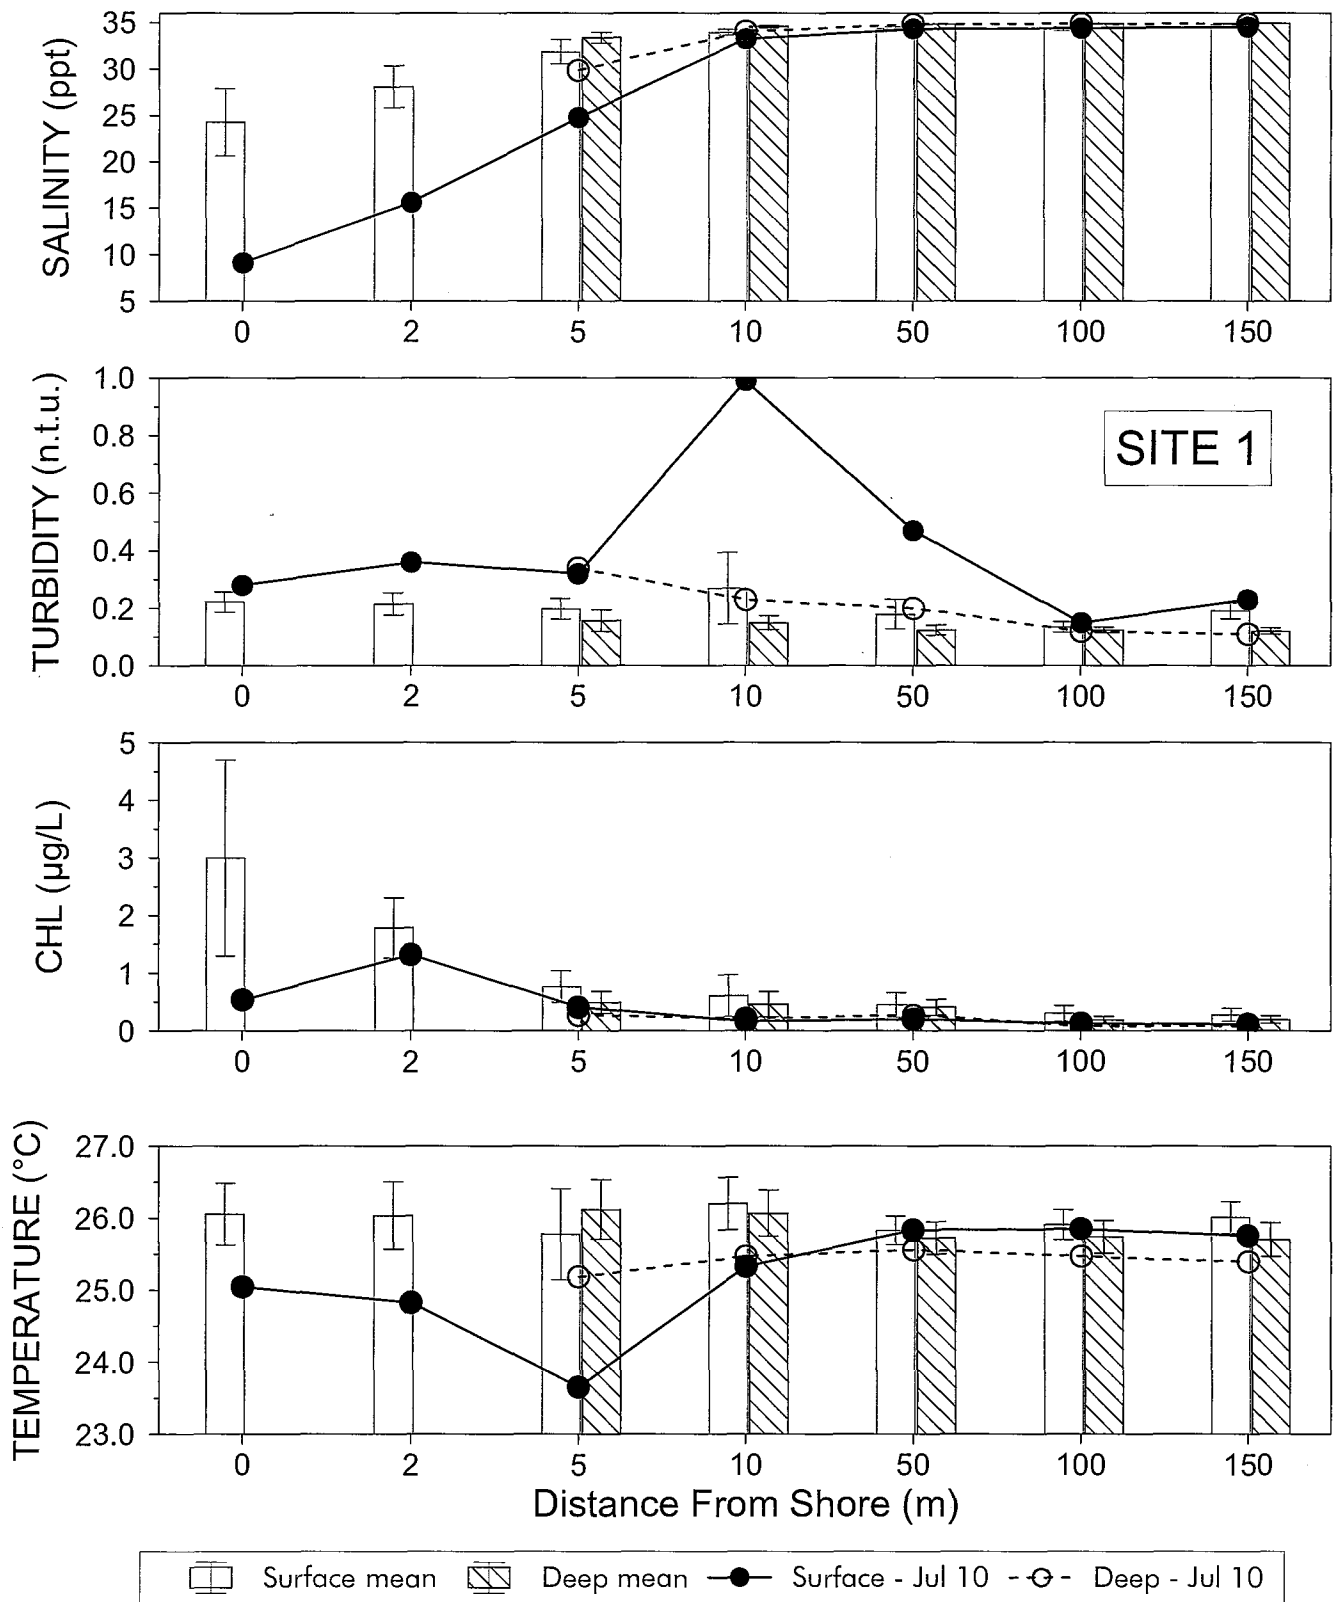 SALINITY (ppt)
35
30
25
20
15
10
5
0 2 5 10 50 100 150
TURBIDITY (n.t.u.)
1.0
0.8
0.6
0.4
0.2
0.0
SITE 1
0 2 5 10 50 100 150
CHL (µg/L)
5
4
3
2
1
0
0 2 5 10 50 100 150
TEMPERATURE (°C)
27.0
26.0
25.0
24.0
23.0
0 2 5 10 50 100 150
Distance From Shore (m)
Surface mean Deep mean Surface - Jul 10 Deep - Jul 10